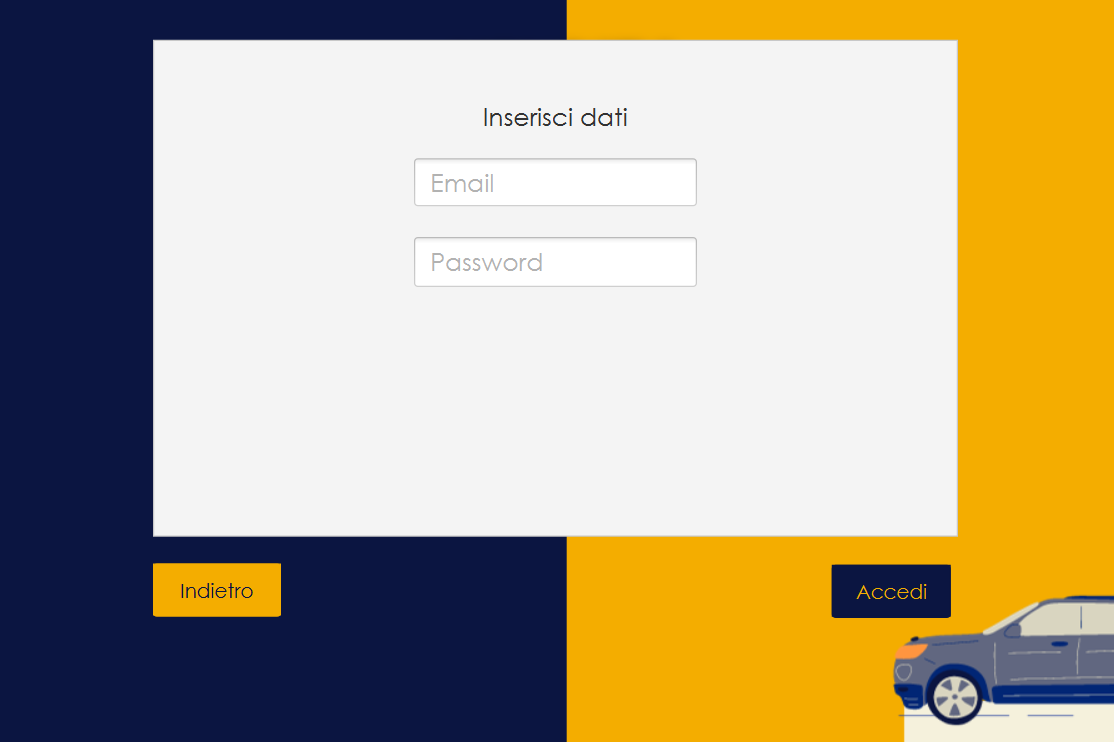 Inserisci dati
Email
Password
Indietro
Accedi